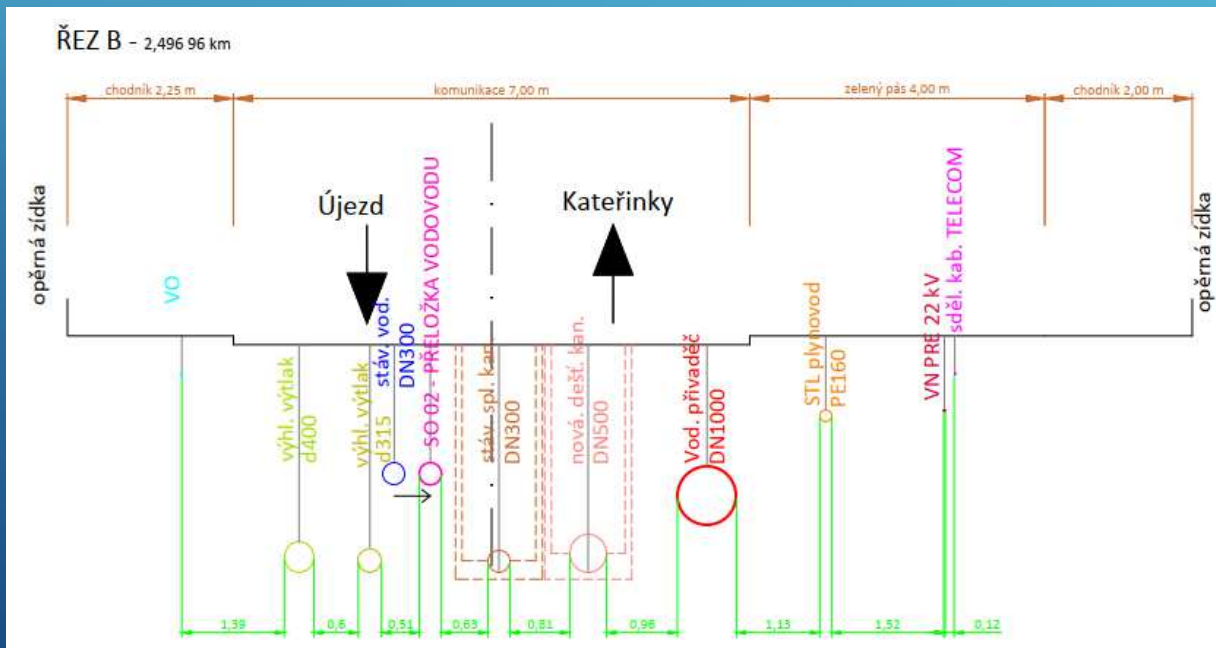 ŘEZ B - 2,496 96 km
chodník 2,25 m
komunikace 7,00 m
zelený pás 4,00 m
chodník 2,00 m
opěrná zídka
Újezd
Kateřinky
opěrná zídka
VO
výhl. výtlak
d400
výhl. výtlak
d315
stáv. vod.
DN300
SO 02 - PŘELOŽKA VODOVODU
stáv. spl. kan.
DN300
nová. dešť. kan.
DN500
Vod. přivaděč
DN1000
STL plynovod
PE160
VN PRE 22 kV
sděl. kab. TELECOM
1,39
0,6
0,51
0,63
0,81
0,96
1,13
1,52
0,12